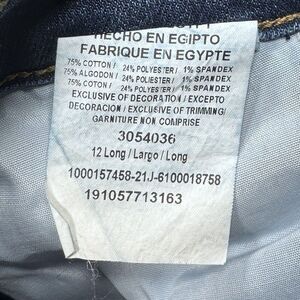 HECHO EN EGIPTO
FABRIQUE EN EGYPTE
75% COTTON / 24% POLYESTER / 1% SPANDEX
75% ALGODON / 24% POLYESTER / 1% SPANDEX
75% COTON / 24% POLYESTER / 1% SPANDEX
EXCLUSIVE OF DECORATION / EXCEPTO
DECORACION / EXCLUSIVE OF TRIMMING/
GARNITURE NON COMPRISE
3054036
12 Long / Largo / Long
1000157458-21J-6100018758
191057713163